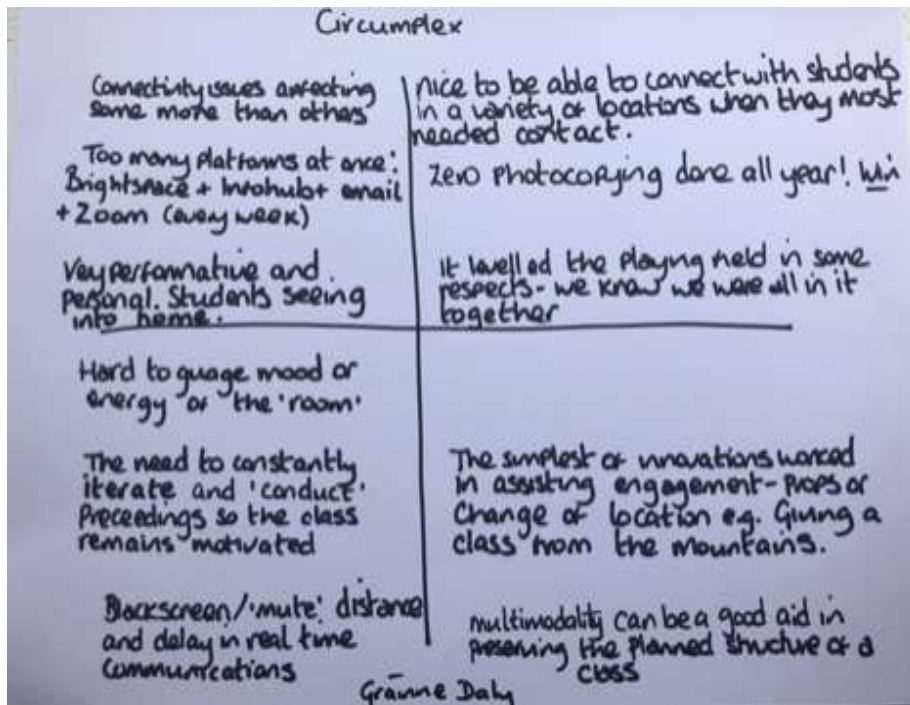 Circumplex
Connectivity issues affecting
some more than others
Too many platforms at once:
Brightspace + Infohub + email
+ Zoom (every week)
Very performative and
personal. Students seeing
into home.
nice to be able to connect with students
in a variety of locations when they most
needed contact.
Zero photocopying done all year! Win
It levelled the playing field in some
respects - we knew we were all in it
together
Hard to guage mood or
energy of the 'room'
The need to constantly
iterate and 'conduct'
Preceedings so the class
remains motivated
Blackscreen/'mute' distance
and delay in real time
Communications
The simplest of innovations worked
in assisting engagement - props or
Change of location e.g. Giving a
class from the mountains.
multimodality can be a good aid in
preserving the planned structure of a
class
Gráinne Daly